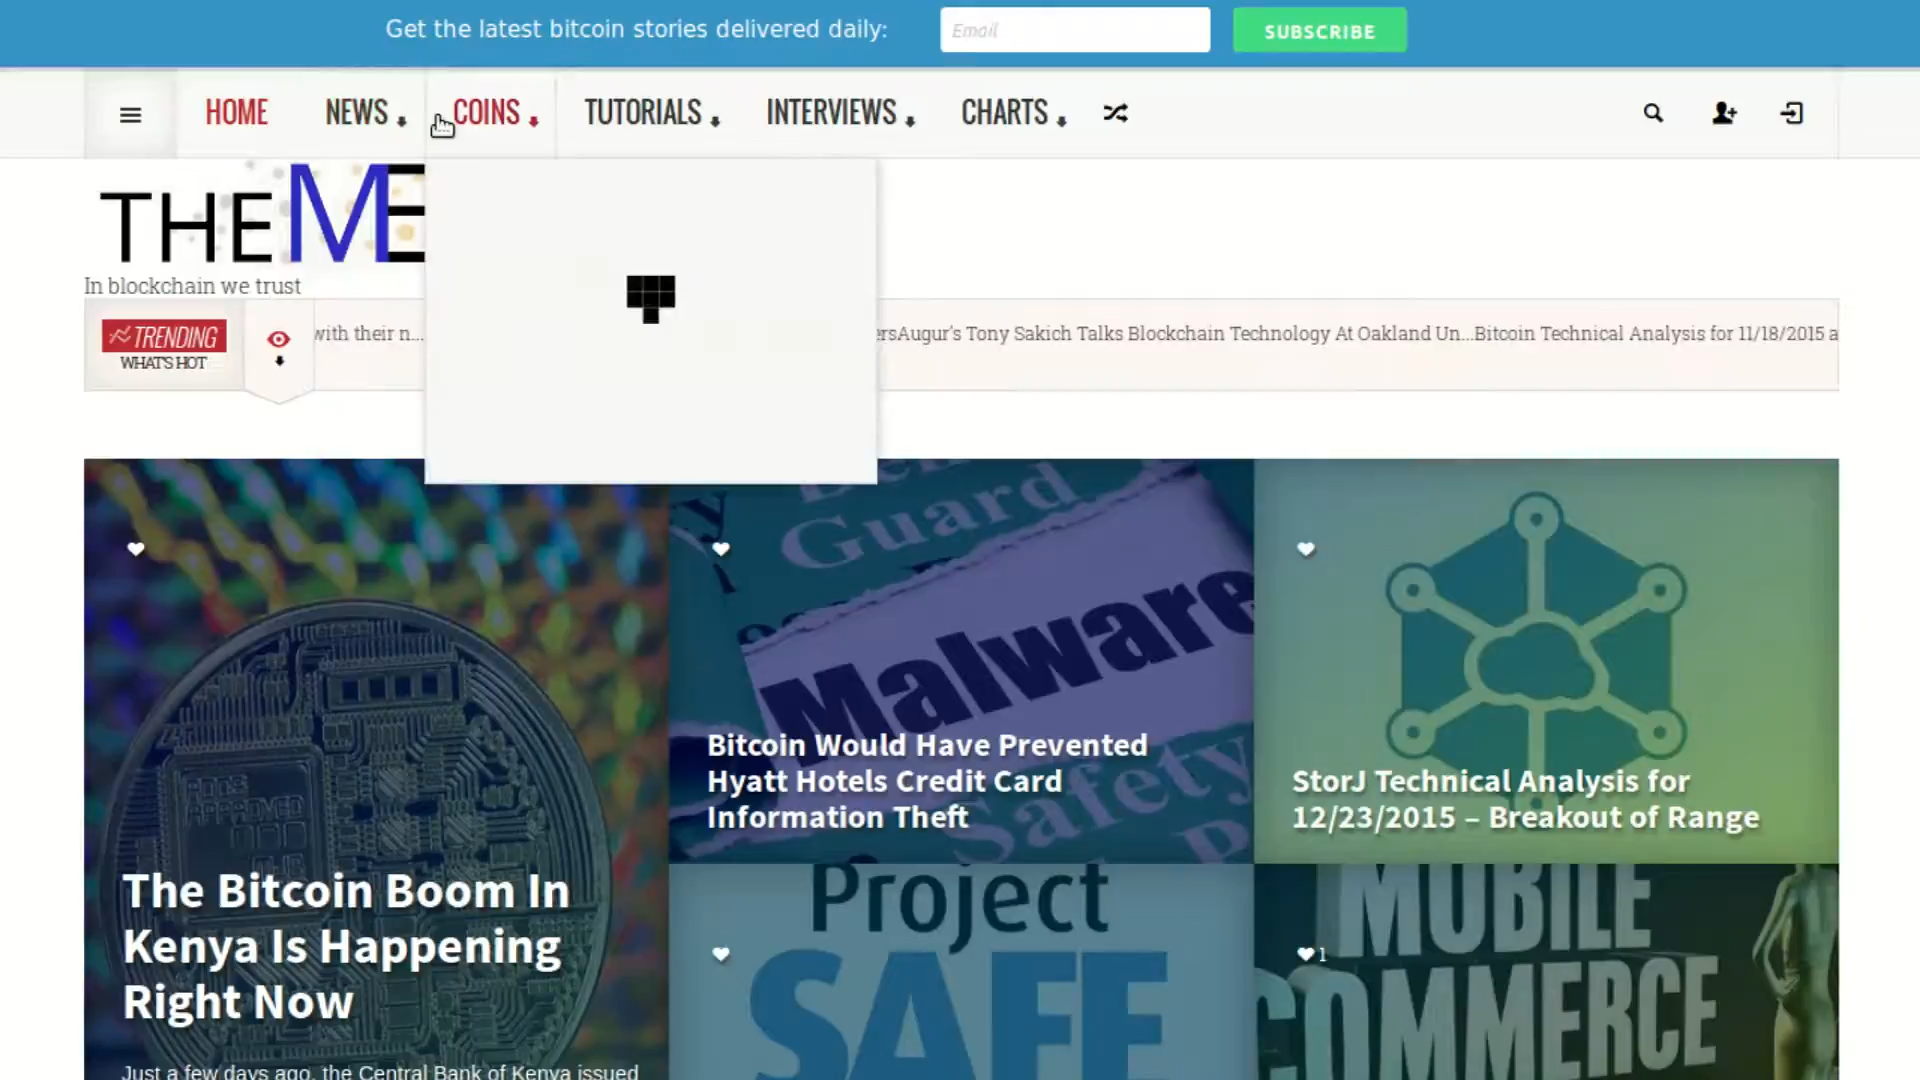 Get the latest bitcoin stories delivered daily:
Email
SUBSCRIBE
HOME
NEWS
COINS
TUTORIALS
INTERVIEWS
CHARTS
THE ME
In blockchain we trust
TRENDING
WHAT'S HOT
with their n...
ersAugur's Tony Sakich Talks Blockchain Technology At Oakland Un...Bitcoin Technical Analysis for 11/18/2015 a
Guard
Malware
Safety
Bitcoin Would Have Prevented
Hyatt Hotels Credit Card
Information Theft
StorJ Technical Analysis for
12/23/2015 – Breakout of Range
The Bitcoin Boom In
Kenya Is Happening
Right Now
Just a few days ago, the Central Bank of Kenya issued
Project
SAFE
1
MOBILE
COMMERCE